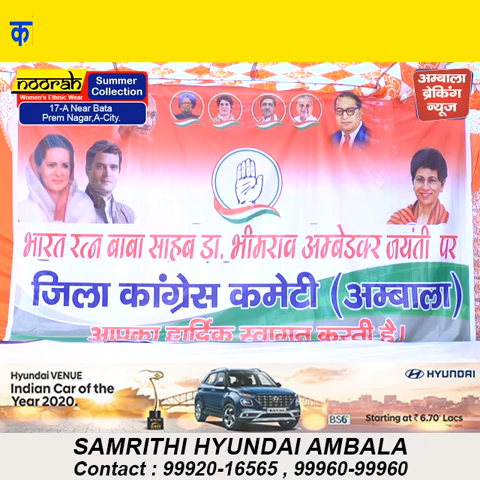 क
noorah
Women's Ethnic Wear
Summer
Collection
17-A Near Bata
Prem Nagar,A-City.
अम्बाला
ब्रेकिंग
न्यूज
भारत रत्न बाबा साहब डा. भीमराव अम्बेडकर जयंती पर
जिला कांग्रेस कमेटी (अम्बाला)
आपका हार्दिक स्वागत करती है।
Hyundai VENUE
Indian Car of the
Year 2020.
HYUNDAI
BS6
Starting at ₹ 6.70* Lacs
SAMRITHI HYUNDAI AMBALA
Contact : 99920-16565 , 99960-99960